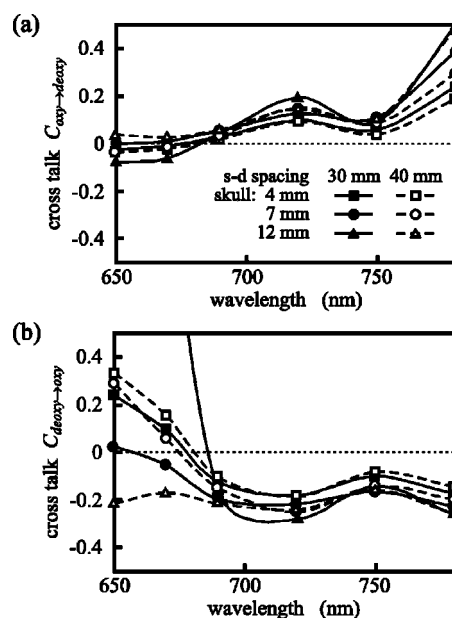 (a)
cross talk C oxy→deoxy
0.4
0.2
0
-0.2
-0.4
s-d spacing 30 mm 40 mm
skull: 4 mm
7 mm
12 mm
650 700 750
wavelength (nm)
(b)
cross talk C deoxy→oxy
0.4
0.2
0
-0.2
-0.4
650 700 750
wavelength (nm)